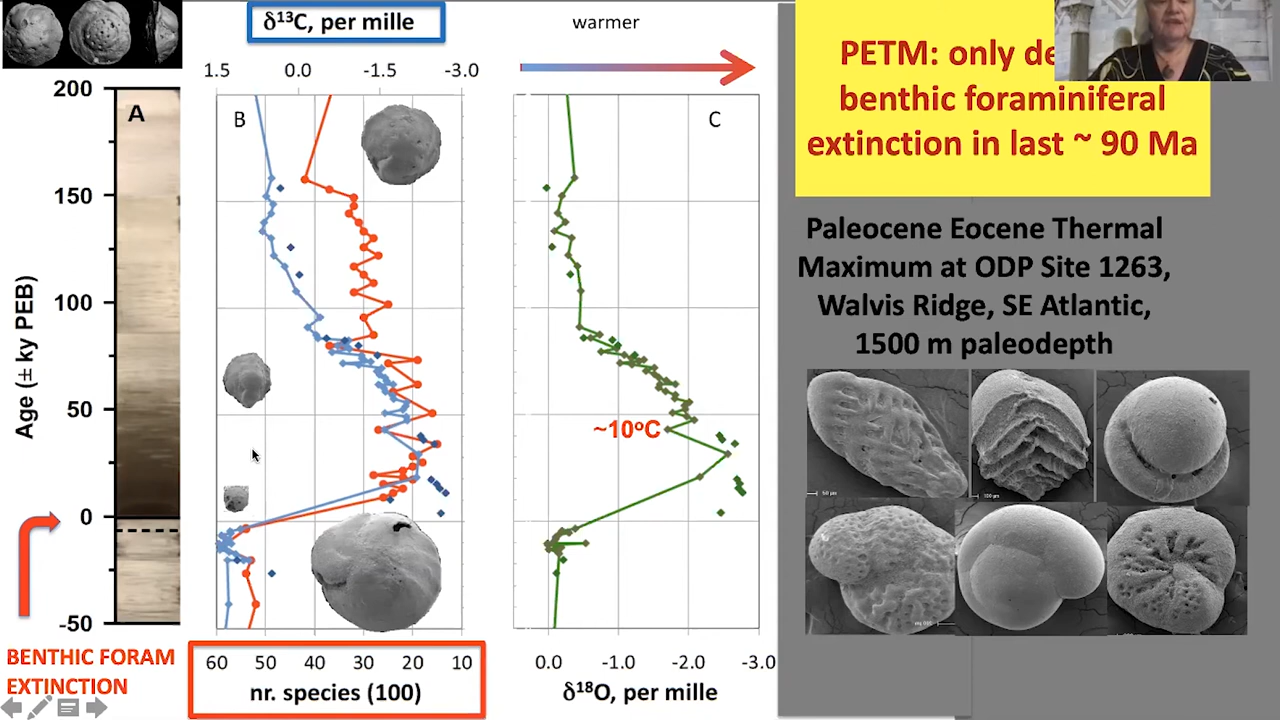 δ¹³C, per mille
1.5 0.0 -1.5 -3.0
200
150
100
50
0
-50
Age (± ky PEB)
A
B
BENTHIC FORAM
EXTINCTION
60 50 40 30 20 10
nr. species (100)
warmer
C
~10ºC
0.0 -1.0 -2.0 -3.0
δ¹⁸O, per mille
PETM: only
benthic foraminiferal
extinction in last ~ 90 Ma
Paleocene Eocene Thermal
Maximum at ODP Site 1263,
Walvis Ridge, SE Atlantic,
1500 m paleodepth